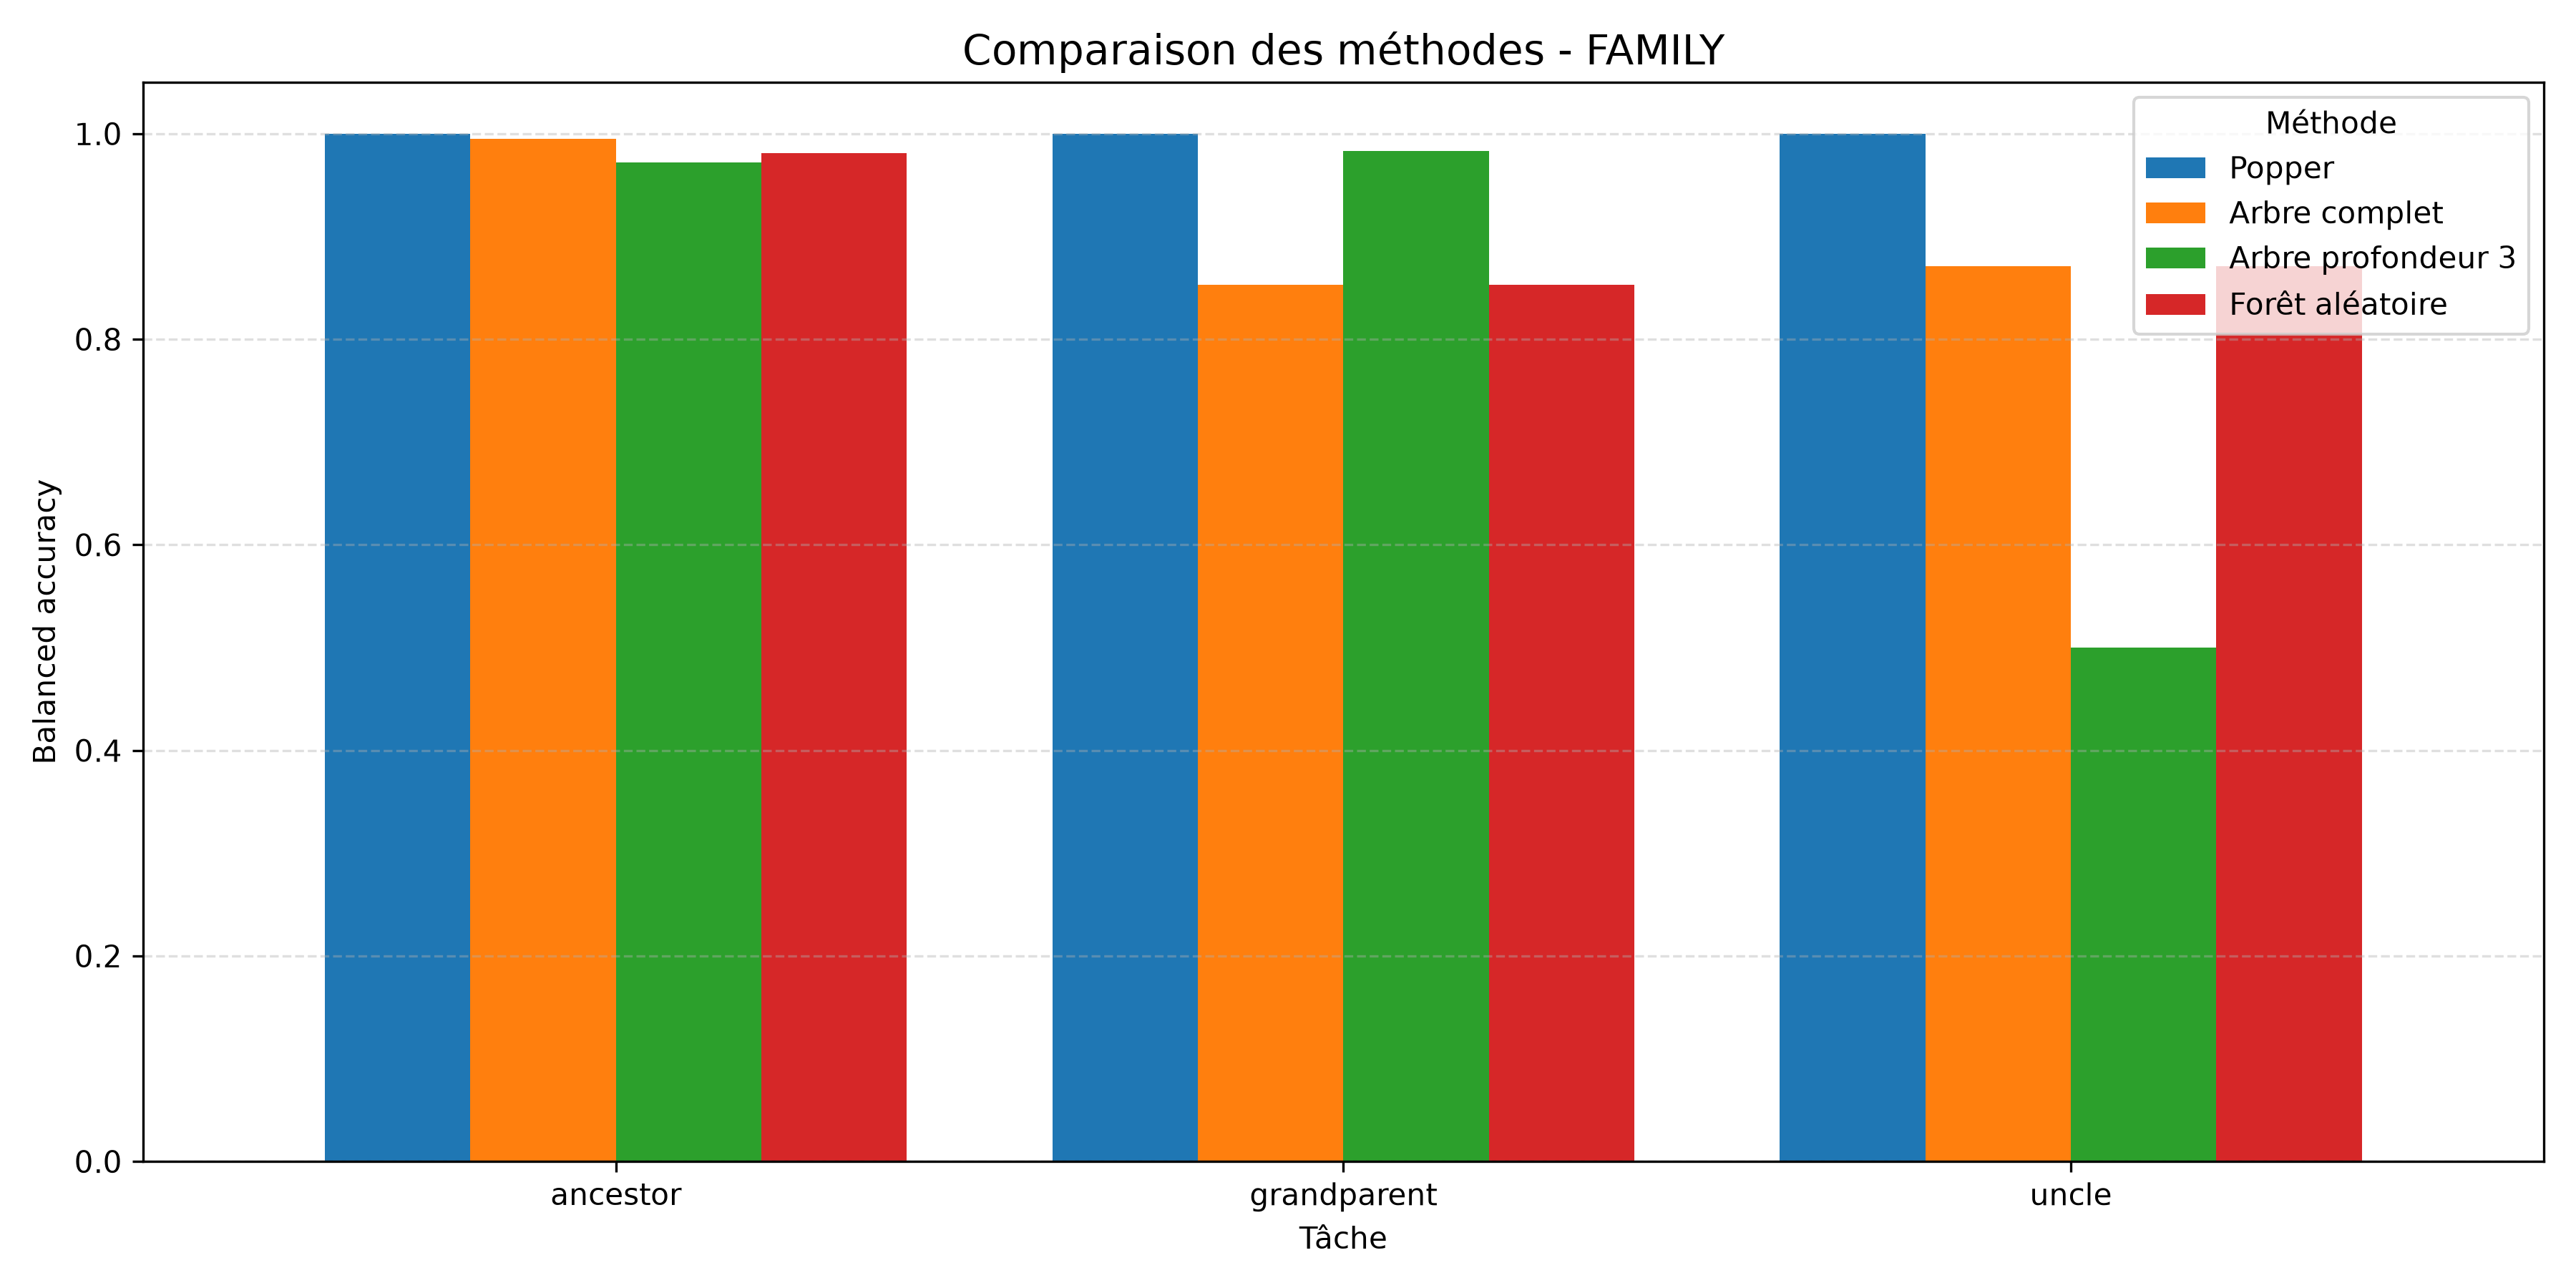 Comparaison des méthodes - FAMILY
Méthode
Popper
Arbre complet
Arbre profondeur 3
Forêt aléatoire
Balanced accuracy
1.0
0.8
0.6
0.4
0.2
0.0
ancestor grandparent uncle
Tâche